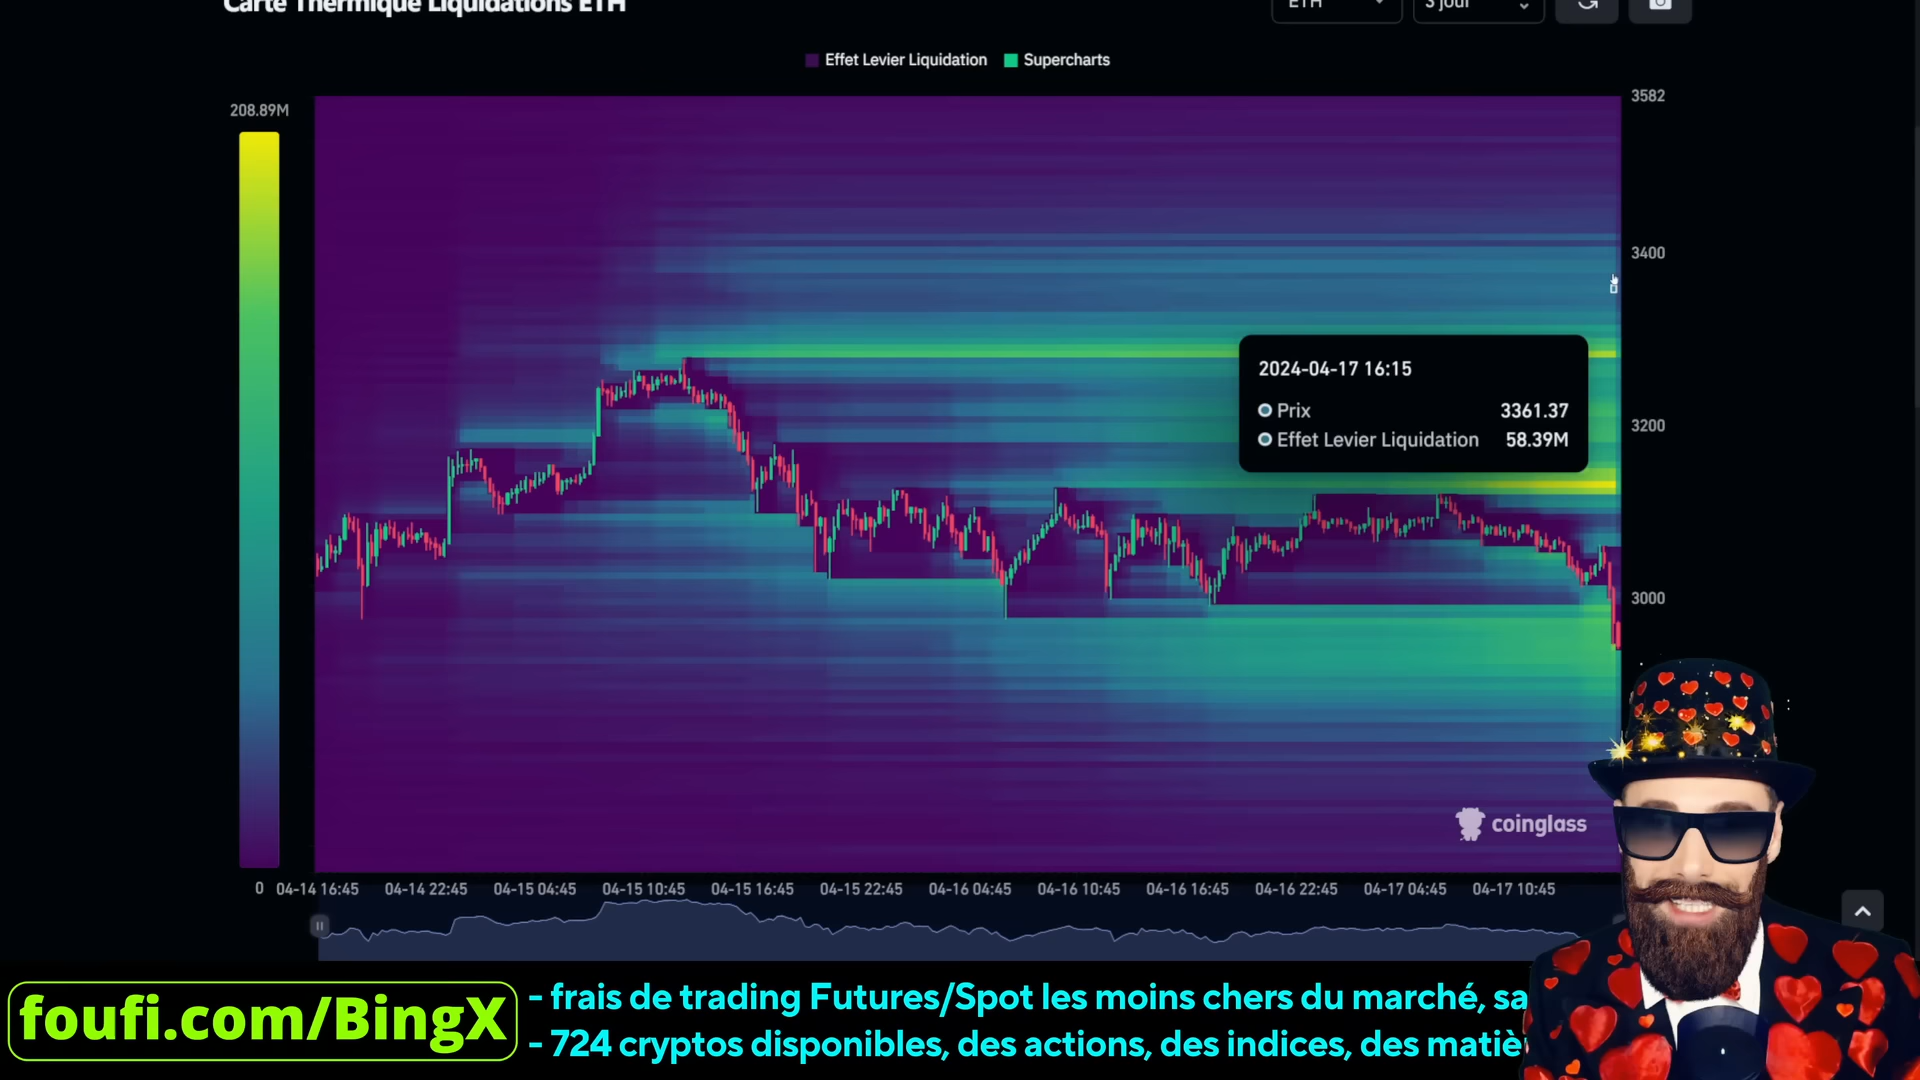 Carte Thermique Liquidations ETH
ETH
3 jour
Effet Levier Liquidation
Supercharts
208.89M
3582
3400
3200
3000
2024-04-17 16:15
Prix 3361.37
Effet Levier Liquidation 58.39M
coinglass
0
04-14 16:45
04-14 22:45
04-15 04:45
04-15 10:45
04-15 16:45
04-15 22:45
04-16 04:45
04-16 10:45
04-16 16:45
04-16 22:45
04-17 04:45
04-17 10:45
foufi.com/BingX
- frais de trading Futures/Spot les moins chers du marché, sa
- 724 cryptos disponibles, des actions, des indices, des matiè